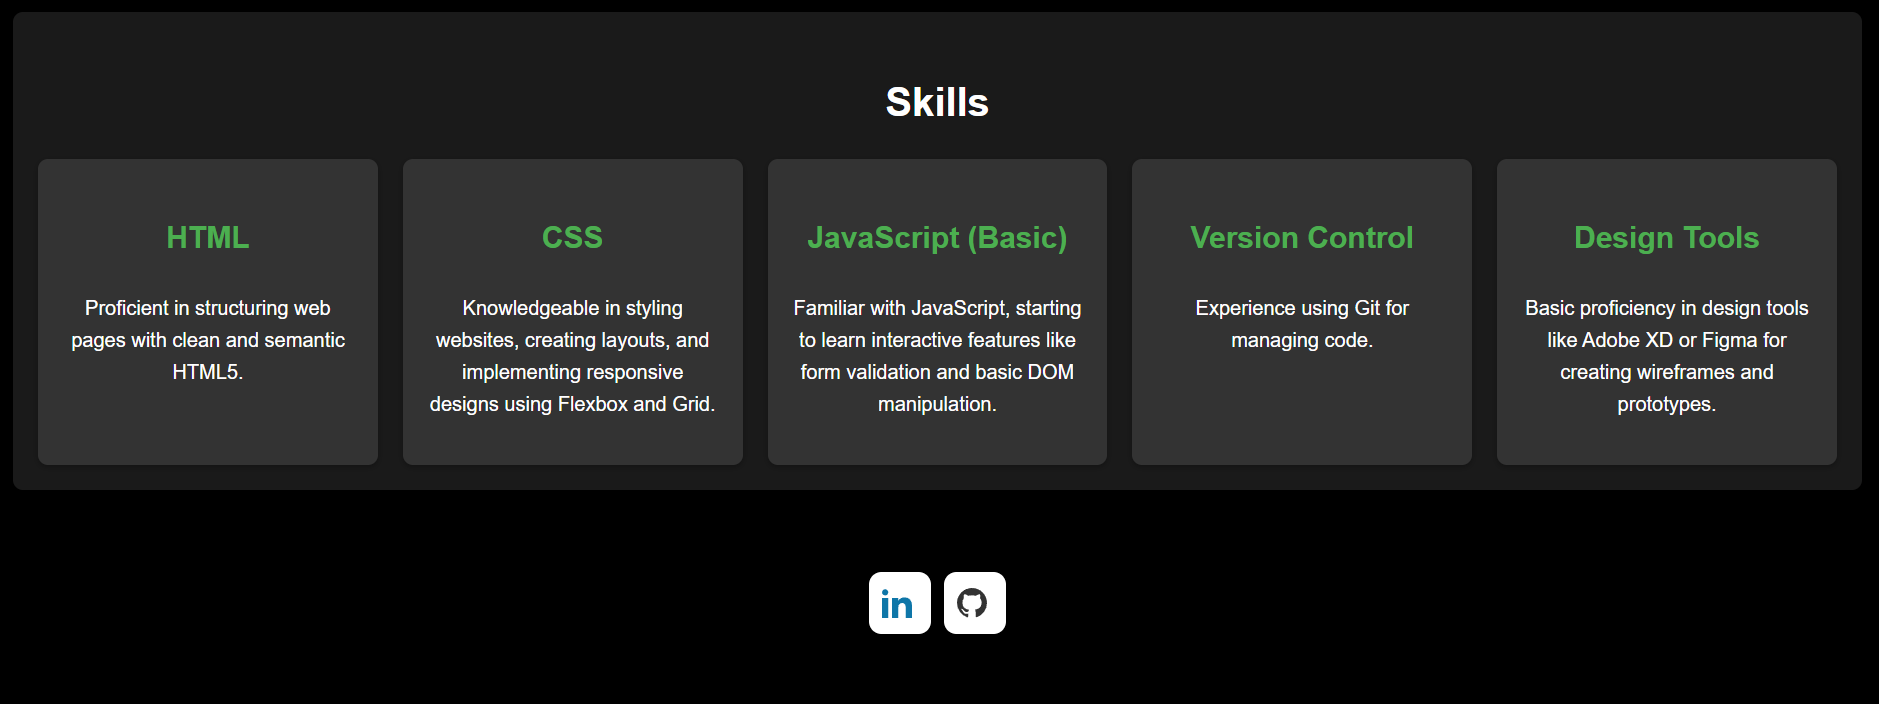 Skills
HTML
Proficient in structuring web
pages with clean and semantic
HTML5.
CSS
Knowledgeable in styling
websites, creating layouts, and
implementing responsive
designs using Flexbox and Grid.
JavaScript (Basic)
Familiar with JavaScript, starting
to learn interactive features like
form validation and basic DOM
manipulation.
Version Control
Experience using Git for
managing code.
Design Tools
Basic proficiency in design tools
like Adobe XD or Figma for
creating wireframes and
prototypes.
in